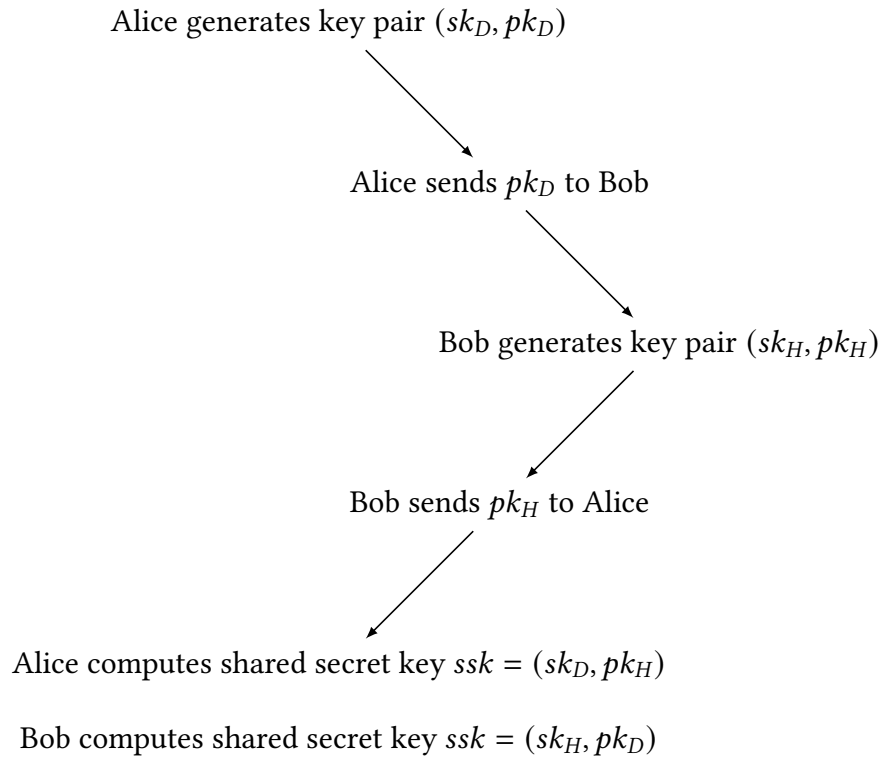 Alice generates key pair (sk_D, pk_D)
Alice sends pk_D to Bob
Bob generates key pair (sk_H, pk_H)
Bob sends pk_H to Alice
Alice computes shared secret key ssk = (sk_D, pk_H)
Bob computes shared secret key ssk = (sk_H, pk_D)